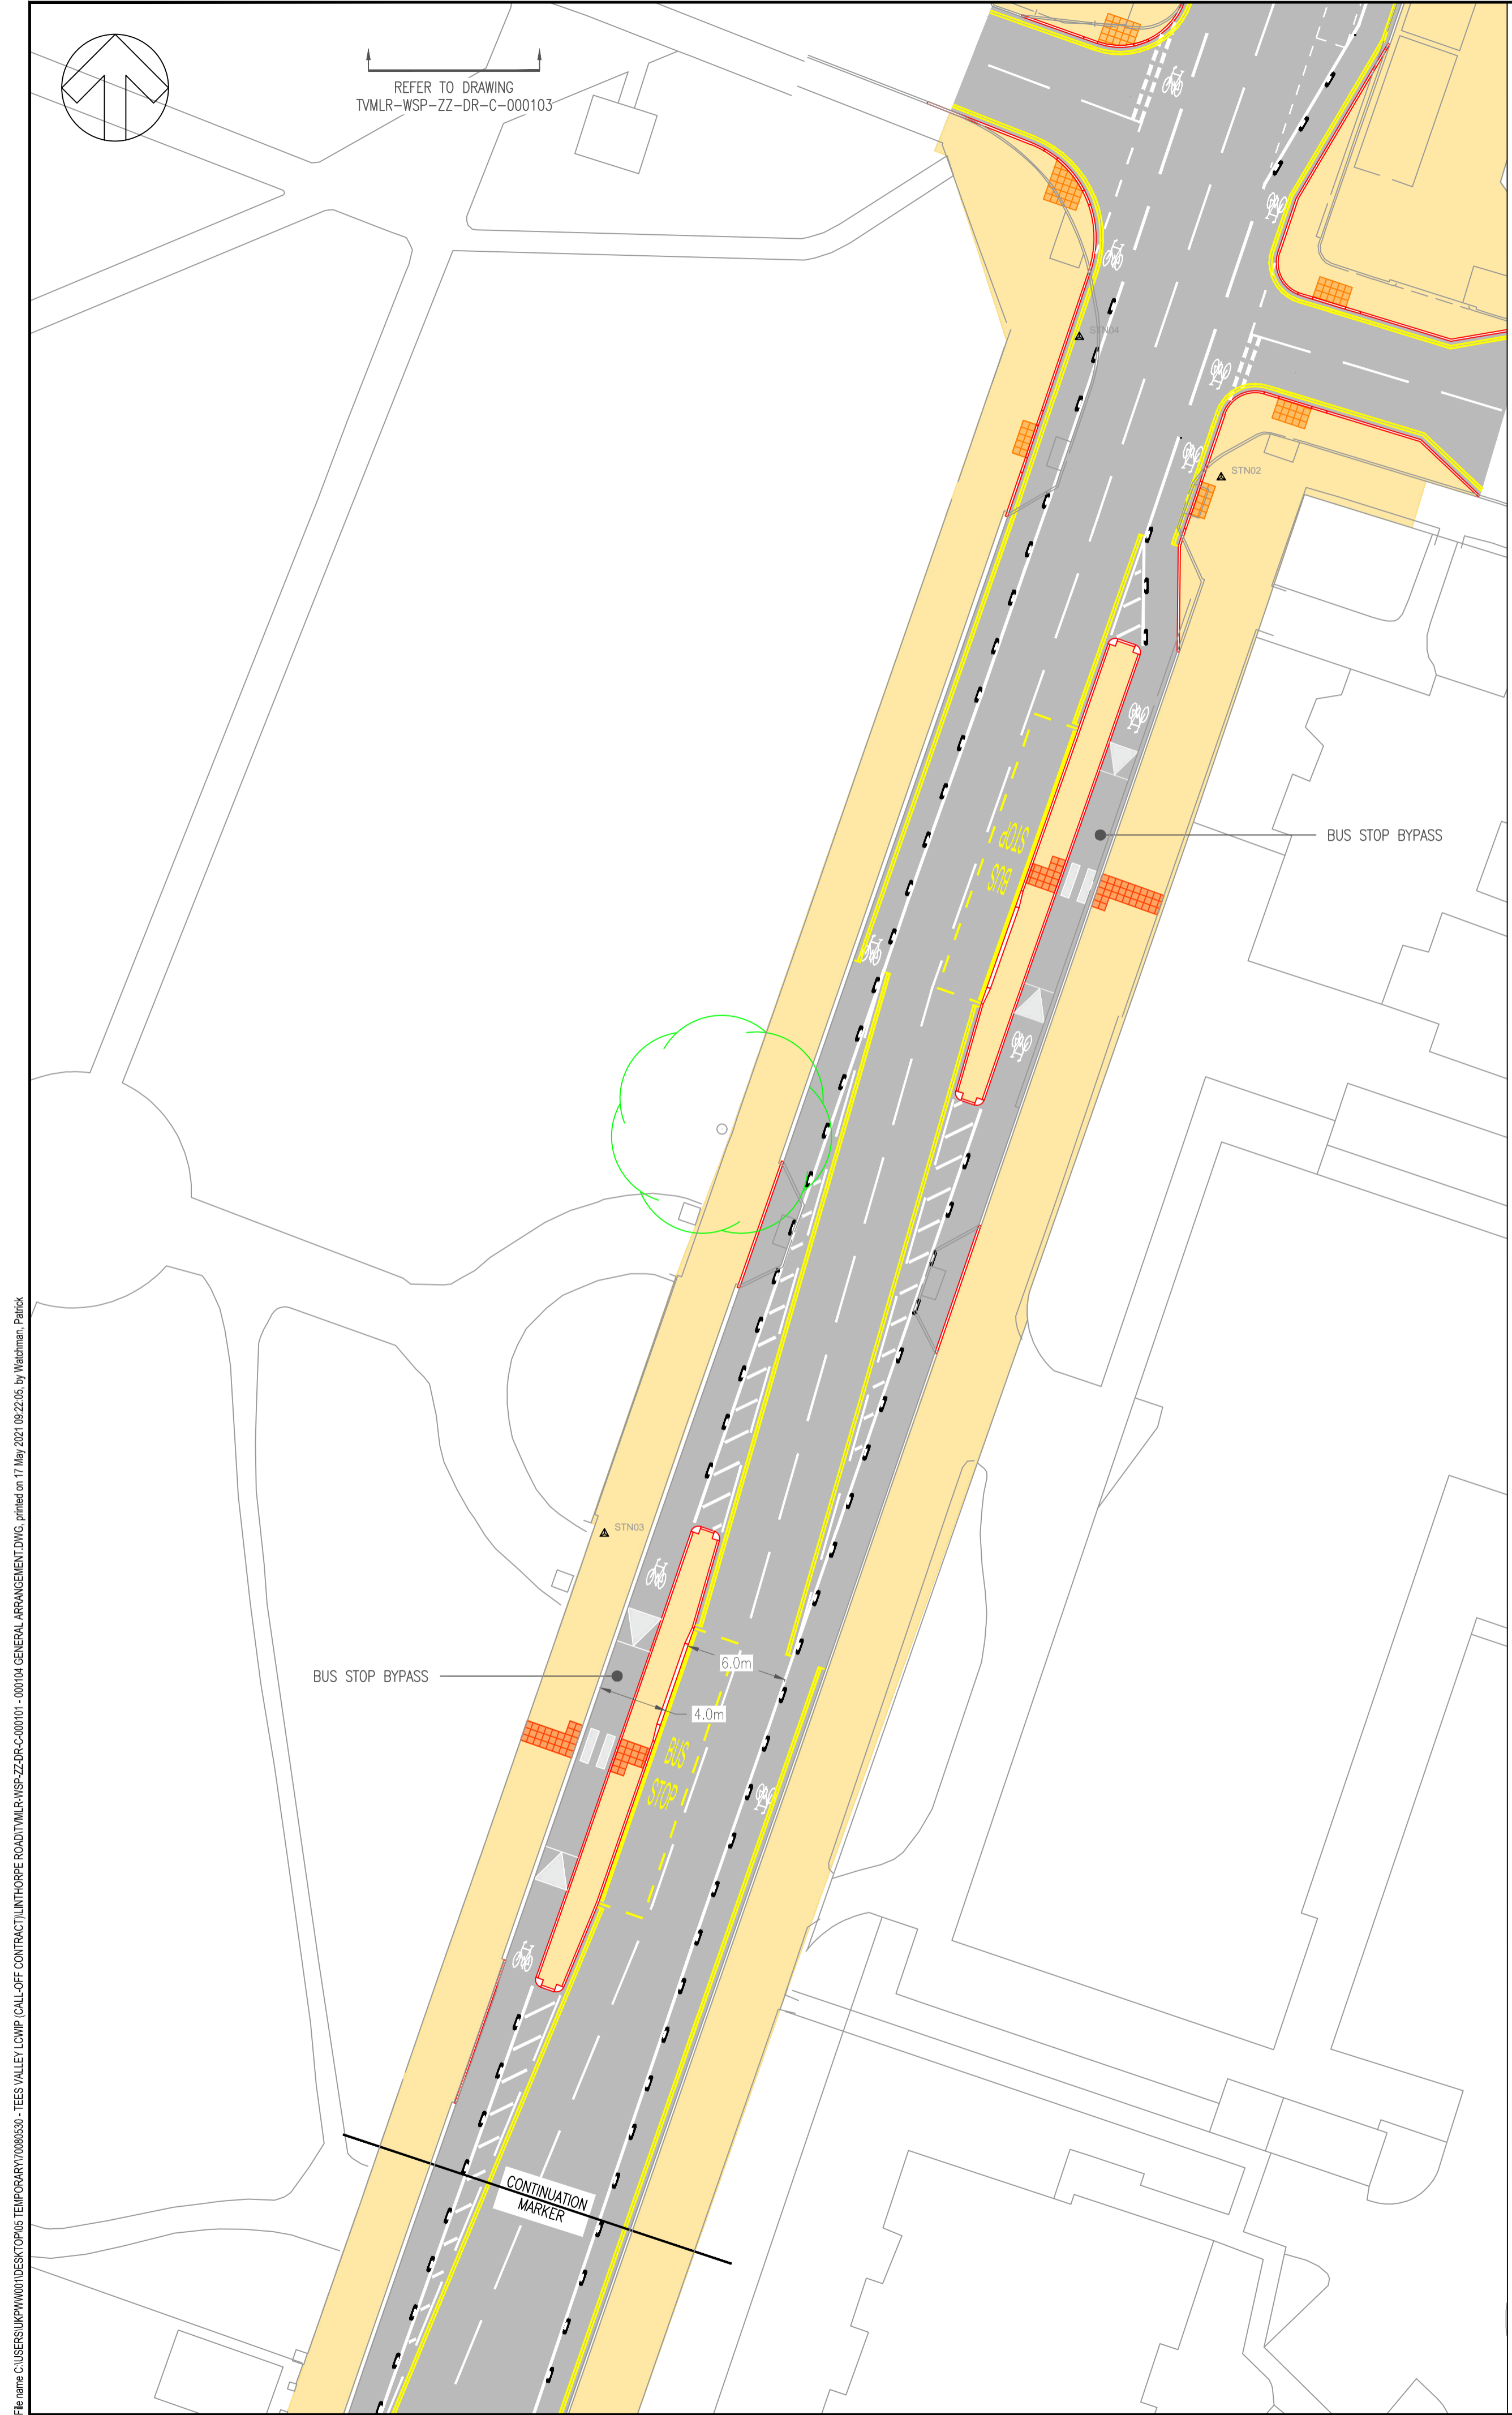 REFER TO DRAWING
TVMLR-WSP-ZZ-DR-C-000103
STN04
STN02
BUS STOP BYPASS
BUS
STOP
STN03
BUS STOP BYPASS
6.0m
4.0m
BUS
STOP
CONTINUATION
MARKER
File name C:\USERS\UKPWW001\DESKTOP\05 TEMPORARY\70080530 - TEES VALLEY LCWIP (CALL-OFF CONTRACT)\LINTHORPE ROAD\TVMLR-WSP-ZZ-DR-C-000101 - 000104 GENERAL ARRANGEMENT.DWG, printed on 17 May 2021 09:22:05, by Watchman, Patrick